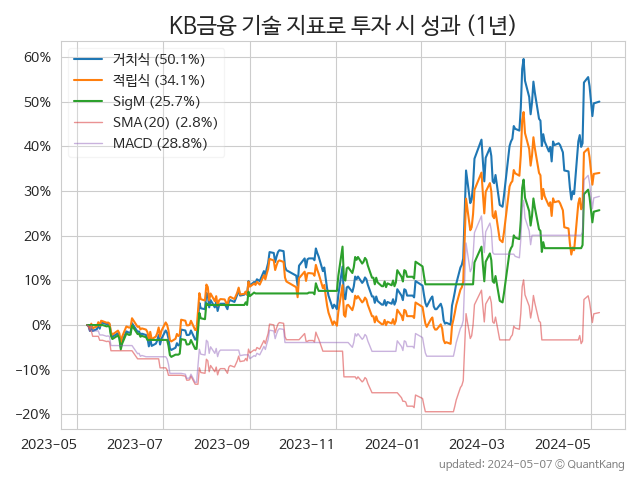 KB금융 기술 지표로 투자 시 성과 (1년)
60%
50%
40%
30%
20%
10%
0%
−10%
−20%
거치식 (50.1%)
적립식 (34.1%)
SigM (25.7%)
SMA(20) (2.8%)
MACD (28.8%)
2023-05
2023-07
2023-09
2023-11
2024-01
2024-03
2024-05
updated: 2024-05-07 © QuantKang